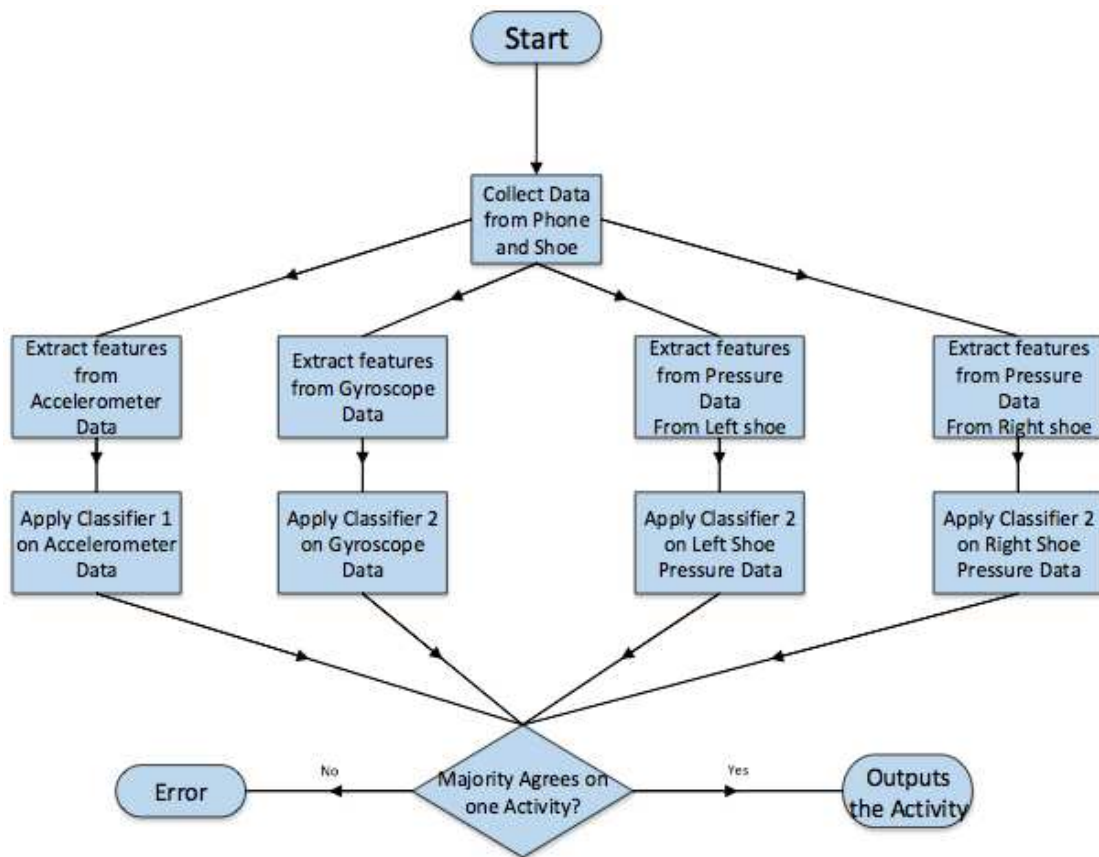 Start
Collect Data
from Phone
and Shoe
Extract features
from
Accelerometer
Data
Extract features
from Gyroscope
Data
Extract features
from Pressure
Data
From Left shoe
Extract features
from Pressure
Data
From Right shoe
Apply Classifier 1
on Accelerometer
Data
Apply Classifier 2
on Gyroscope
Data
Apply Classifier 2
on Left Shoe
Pressure Data
Apply Classifier 2
on Right Shoe
Pressure Data
Majority Agrees on
one Activity?
No
Error
Yes
Outputs
the Activity